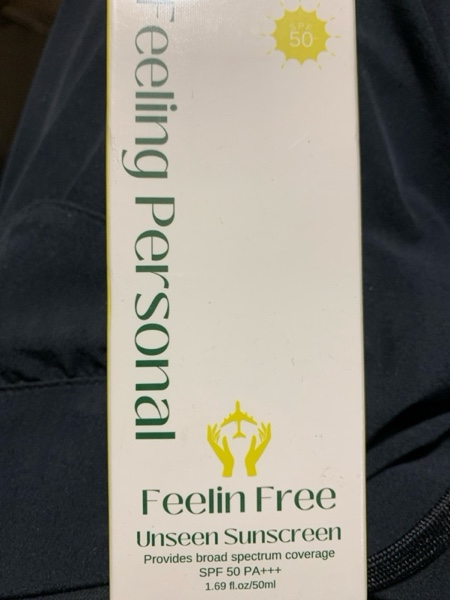 SPF
50
Feeling Personal
Feelin Free
Unseen Sunscreen
Provides broad spectrum coverage
SPF 50 PA+++
1.69 fl.oz/50ml